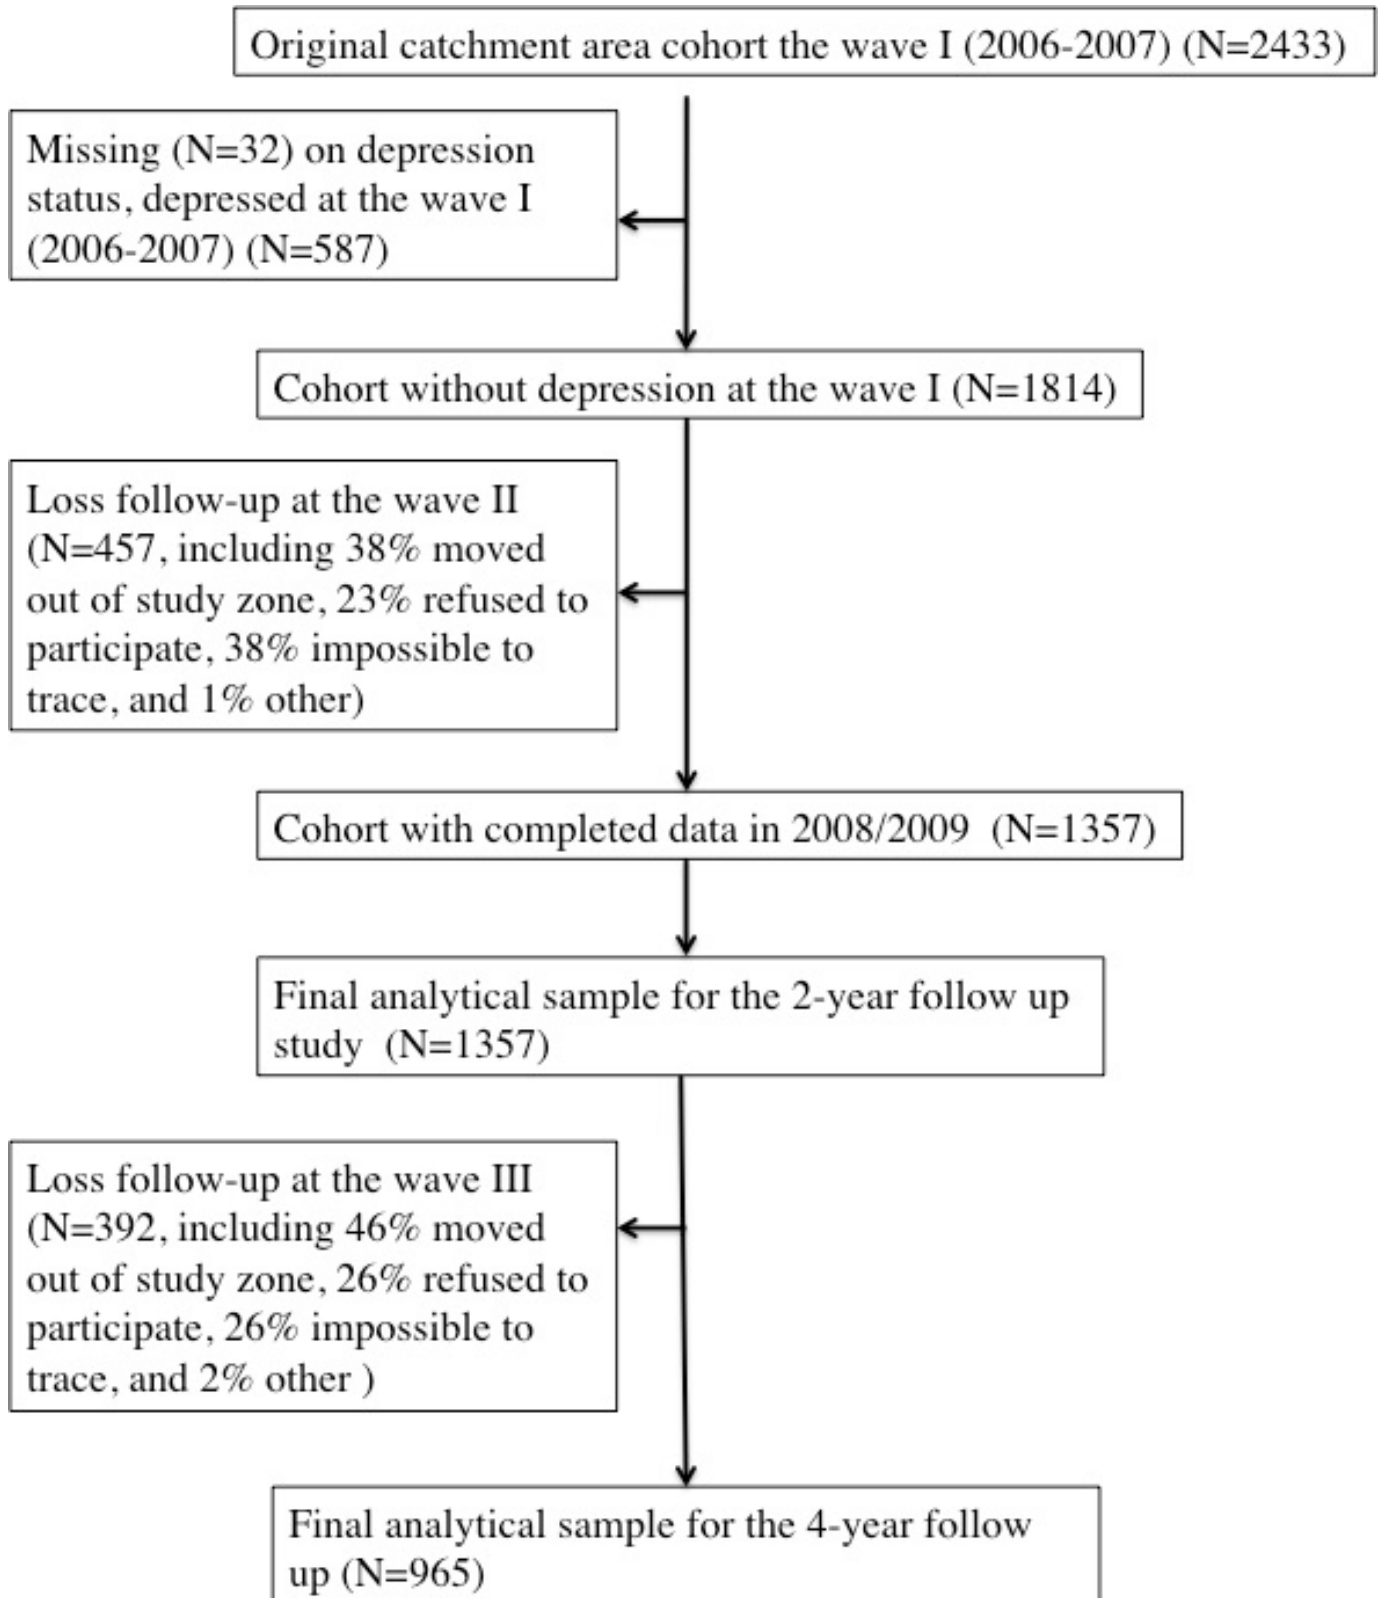 Original catchment area cohort the wave I (2006-2007) (N=2433)
Missing (N=32) on depression
status, depressed at the wave I
(2006-2007) (N=587)
Cohort without depression at the wave I (N=1814)
Loss follow-up at the wave II
(N=457, including 38% moved
out of study zone, 23% refused to
participate, 38% impossible to
trace, and 1% other)
Cohort with completed data in 2008/2009 (N=1357)
Final analytical sample for the 2-year follow up
study (N=1357)
Loss follow-up at the wave III
(N=392, including 46% moved
out of study zone, 26% refused to
participate, 26% impossible to
trace, and 2% other )
Final analytical sample for the 4-year follow
up (N=965)